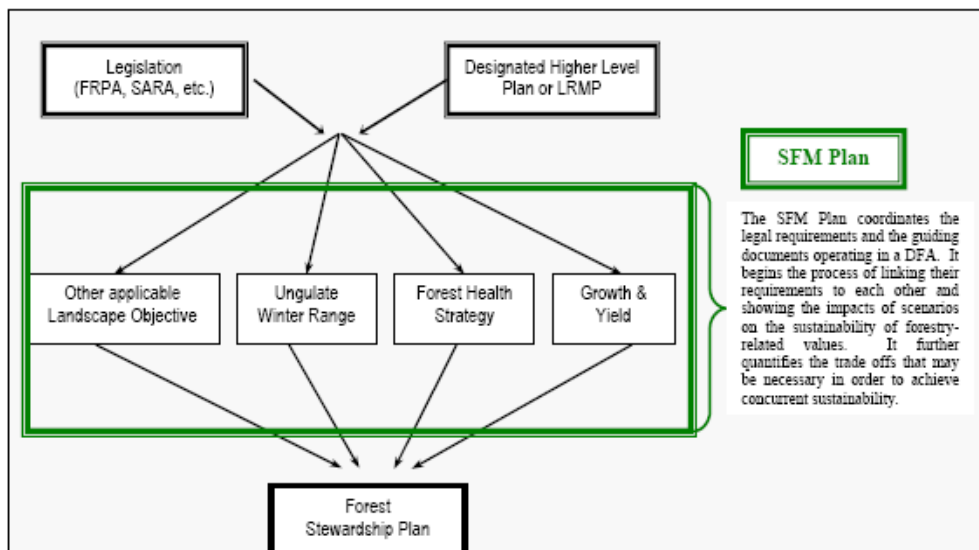 Legislation
(FRPA, SARA, etc.)
Designated Higher Level
Plan or LRMP
SFM Plan
The SFM Plan coordinates the
legal requirements and the guiding
documents operating in a DFA. It
begins the process of linking their
requirements to each other and
showing the impacts of scenarios
on the sustainability of forestry-
related values. It further
quantifies the trade offs that may
be necessary in order to achieve
concurrent sustainability.
Other applicable
Landscape Objective
Ungulate
Winter Range
Forest Health
Strategy
Growth &
Yield
Forest
Stewardship Plan